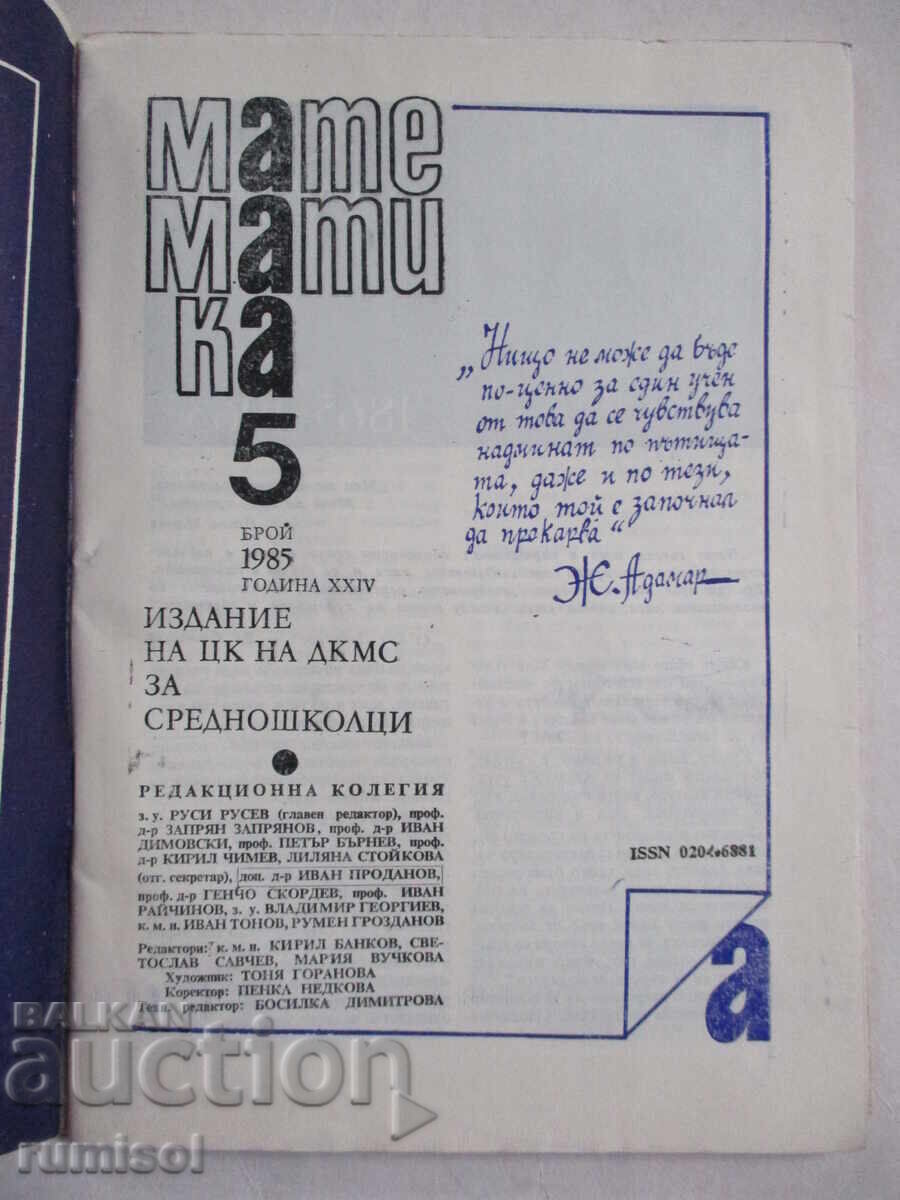 мате
мати
ка
5
БРОЙ
1985
ГОДИНА XXIV
ИЗДАНИЕ
НА ЦК НА ДКМС
ЗА
СРЕДНОШКОЛЦИ
РЕДАКЦИОННА КОЛЕГИЯ
з. у. РУСИ РУСЕВ (главен редактор), проф.
д-р ЗАПРЯН ЗАПРЯНОВ, проф. д-р ИВАН
ДИМОВСКИ, проф. ПЕТЪР БЪРНЕВ, проф.
д-р КИРИЛ ЧИМЕВ, ЛИЛЯНА СТОЙКОВА
(отг. секретар), доц. д-р ИВАН ПРОДАНОВ,
проф. д-р ГЕНЧО СКОРДЕВ, проф. ИВАН
РАЙЧИНОВ, з. у. ВЛАДИМИР ГЕОРГИЕВ,
к. м. н. ИВАН ТОНОВ, РУМЕН ГРОЗДАНОВ
Редактори: к. м. н. КИРИЛ БАНКОВ, СВЕ-
ТОСЛАВ САВЧЕВ, МАРИЯ ВУЧКОВА
Художник: ТОНЯ ГОРАНОВА
Коректор: ПЕНКА НЕДКОВА
Техн. редактор: БОСИЛКА ДИМИТРОВА
„Нищо не може да бъде
по-ценно за един учен
от това да се чувствува
надминат по пътища-
та, даже и по тези,
които той е започнал
да прокарва“
Ж. Адамар
ISSN
а
BALKAN
auction
rumisol